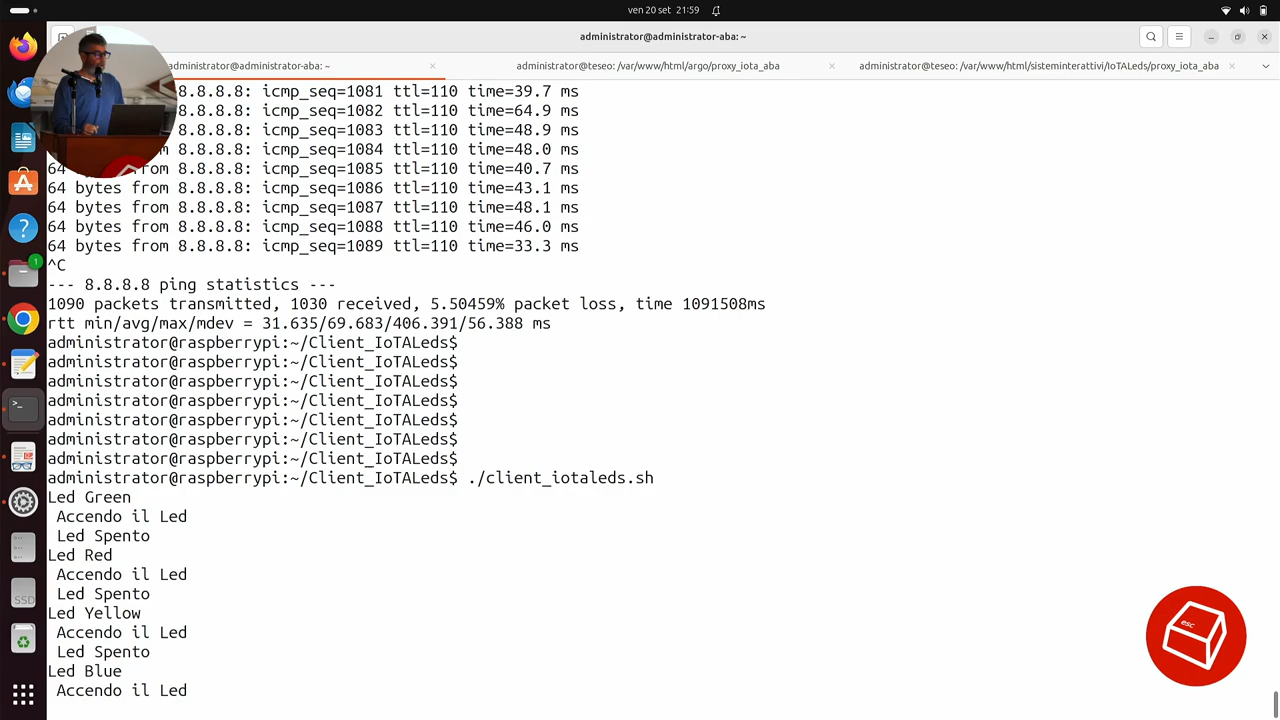 ven 20 set 21:59
administrator@administrator-aba: ~
administrator@administrator-aba: ~
administrator@teseo: /var/www/html/argo/proxy_iota_aba
administrator@teseo: /var/www/html/sisteminterattivi/IoTALeds/proxy_iota_aba
8.8.8.8: icmp_seq=1081 ttl=110 time=39.7 ms
8.8.8.8: icmp_seq=1082 ttl=110 time=64.9 ms
8.8.8.8: icmp_seq=1083 ttl=110 time=48.9 ms
8.8.8.8: icmp_seq=1084 ttl=110 time=48.0 ms
64 from 8.8.8.8: icmp_seq=1085 ttl=110 time=40.7 ms
64 bytes from 8.8.8.8: icmp_seq=1086 ttl=110 time=43.1 ms
64 bytes from 8.8.8.8: icmp_seq=1087 ttl=110 time=48.1 ms
64 bytes from 8.8.8.8: icmp_seq=1088 ttl=110 time=46.0 ms
64 bytes from 8.8.8.8: icmp_seq=1089 ttl=110 time=33.3 ms
^C
--- 8.8.8.8 ping statistics ---
1090 packets transmitted, 1030 received, 5.50459% packet loss, time 1091508ms
rtt min/avg/max/mdev = 31.635/69.683/406.391/56.388 ms
administrator@raspberrypi:~/Client_IoTALeds$
administrator@raspberrypi:~/Client_IoTALeds$
administrator@raspberrypi:~/Client_IoTALeds$
administrator@raspberrypi:~/Client_IoTALeds$
administrator@raspberrypi:~/Client_IoTALeds$
administrator@raspberrypi:~/Client_IoTALeds$
administrator@raspberrypi:~/Client_IoTALeds$
administrator@raspberrypi:~/Client_IoTALeds$ ./client_iotaleds.sh
Led Green
Accendo il Led
Led Spento
Led Red
Accendo il Led
Led Spento
Led Yellow
Accendo il Led
Led Spento
Led Blue
Accendo il Led
1
SSD
esc